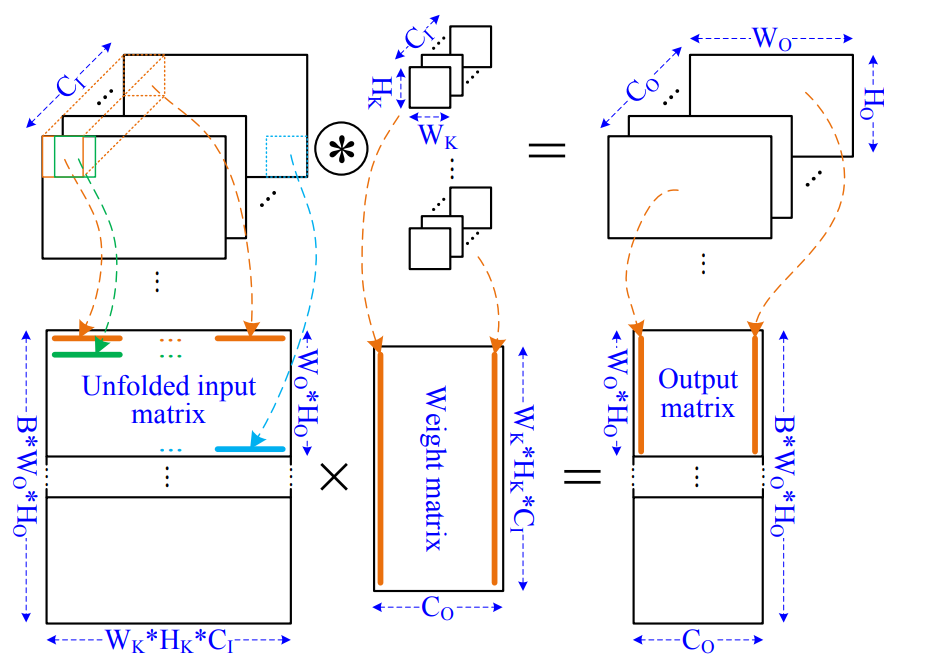 C_I
C_I
H_K
W_K
W_O
C_O
H_O
⊛
=
Unfolded input
matrix
W_O*H_O
B*W_O*H_O
W_K*H_K*C_I
×
Weight matrix
W_K*H_K*C_I
C_O
=
W_O*H_O
Output
matrix
B*W_O*H_O
C_O